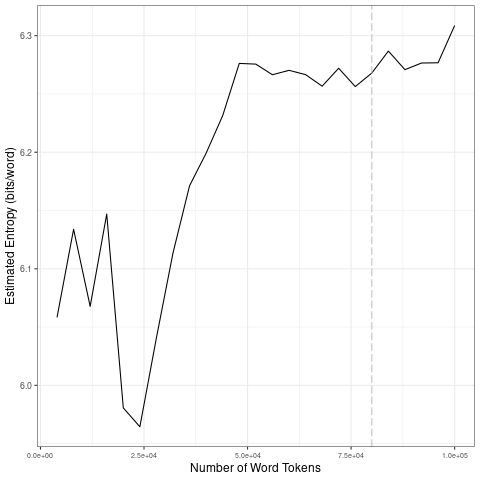 6.3
6.2
6.1
6.0
Estimated Entropy (bits/word)
0.0e+00 2.5e+04 5.0e+04 7.5e+04 1.0e+05
Number of Word Tokens